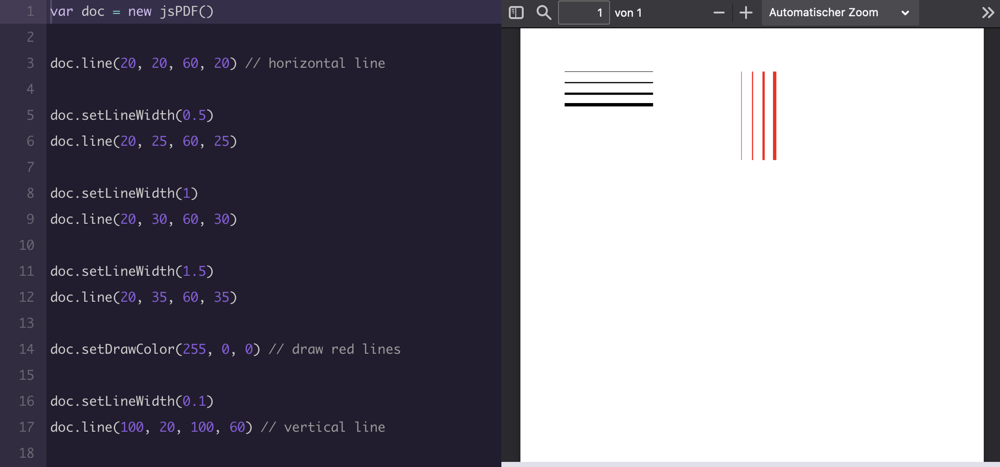 1 var doc = new jsPDF()
2
3 doc.line(20, 20, 60, 20) // horizontal line
4
5 doc.setLineWidth(0.5)
6 doc.line(20, 25, 60, 25)
7
8 doc.setLineWidth(1)
9 doc.line(20, 30, 60, 30)
10
11 doc.setLineWidth(1.5)
12 doc.line(20, 35, 60, 35)
13
14 doc.setDrawColor(255, 0, 0) // draw red lines
15
16 doc.setLineWidth(0.1)
17 doc.line(100, 20, 100, 60) // vertical line
18
1 von 1 Automatischer Zoom